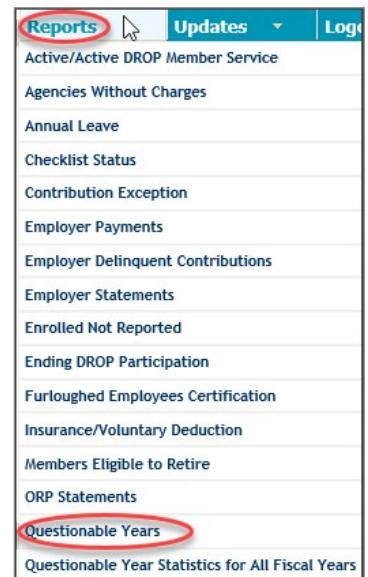 Reports Updates Log
Active/Active DROP Member Service
Agencies Without Charges
Annual Leave
Checklist Status
Contribution Exception
Employer Payments
Employer Delinquent Contributions
Employer Statements
Enrolled Not Reported
Ending DROP Participation
Furloughed Employees Certification
Insurance/Voluntary Deduction
Members Eligible to Retire
ORP Statements
Questionable Years
Questionable Year Statistics for All Fiscal Years